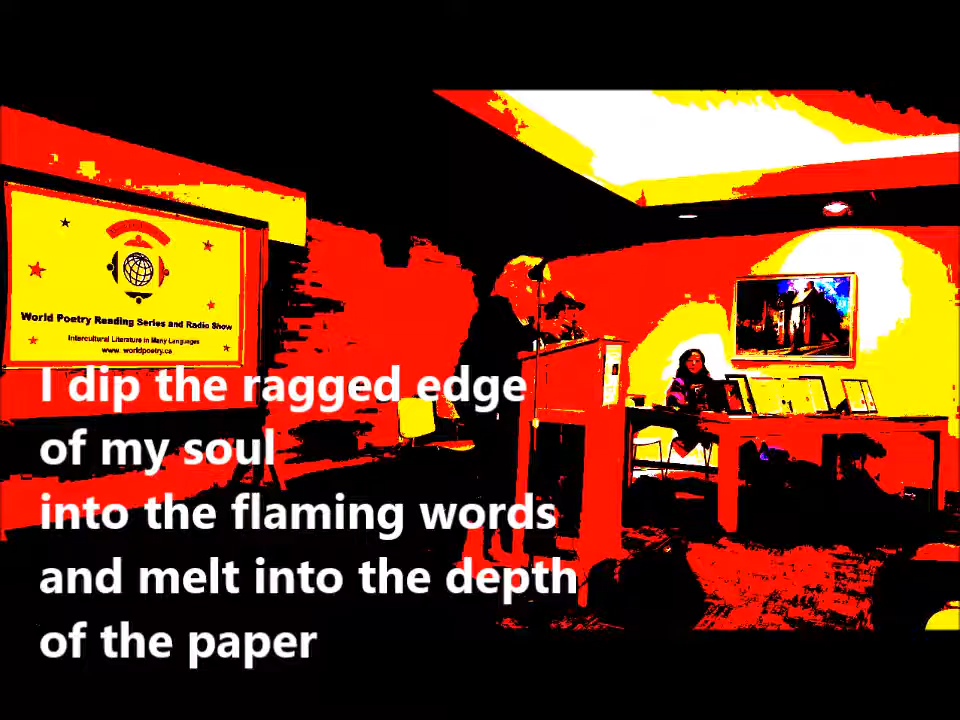 World Poetry Reading Series and Radio Show
Intercultural Literature in Many Languages
www. worldpoetry.ca
I dip the ragged edge
of my soul
into the flaming words
and melt into the depth
of the paper